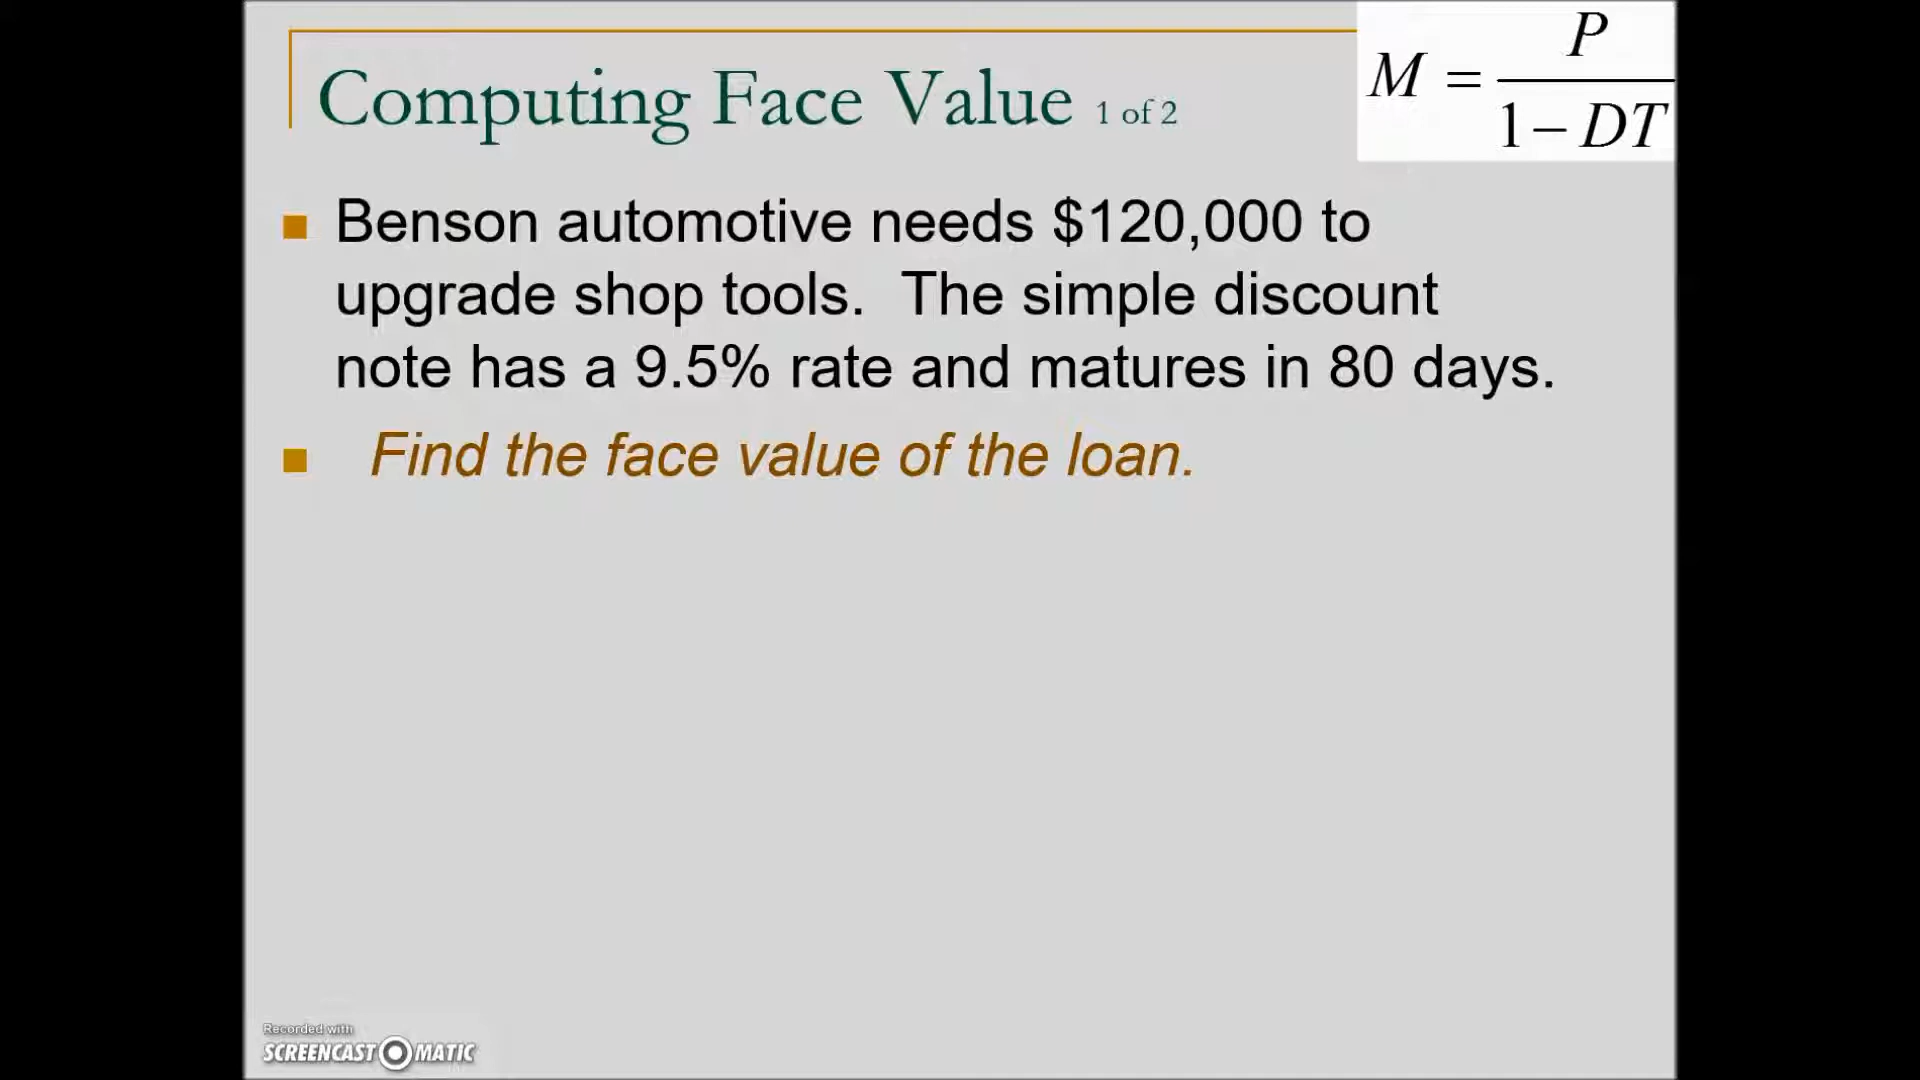 Computing Face Value 1 of 2
M = P / 1 – DT
Benson automotive needs $120,000 to
upgrade shop tools.  The simple discount
note has a 9.5% rate and matures in 80 days.
Find the face value of the loan.
Recorded with
SCREENCAST MATIC